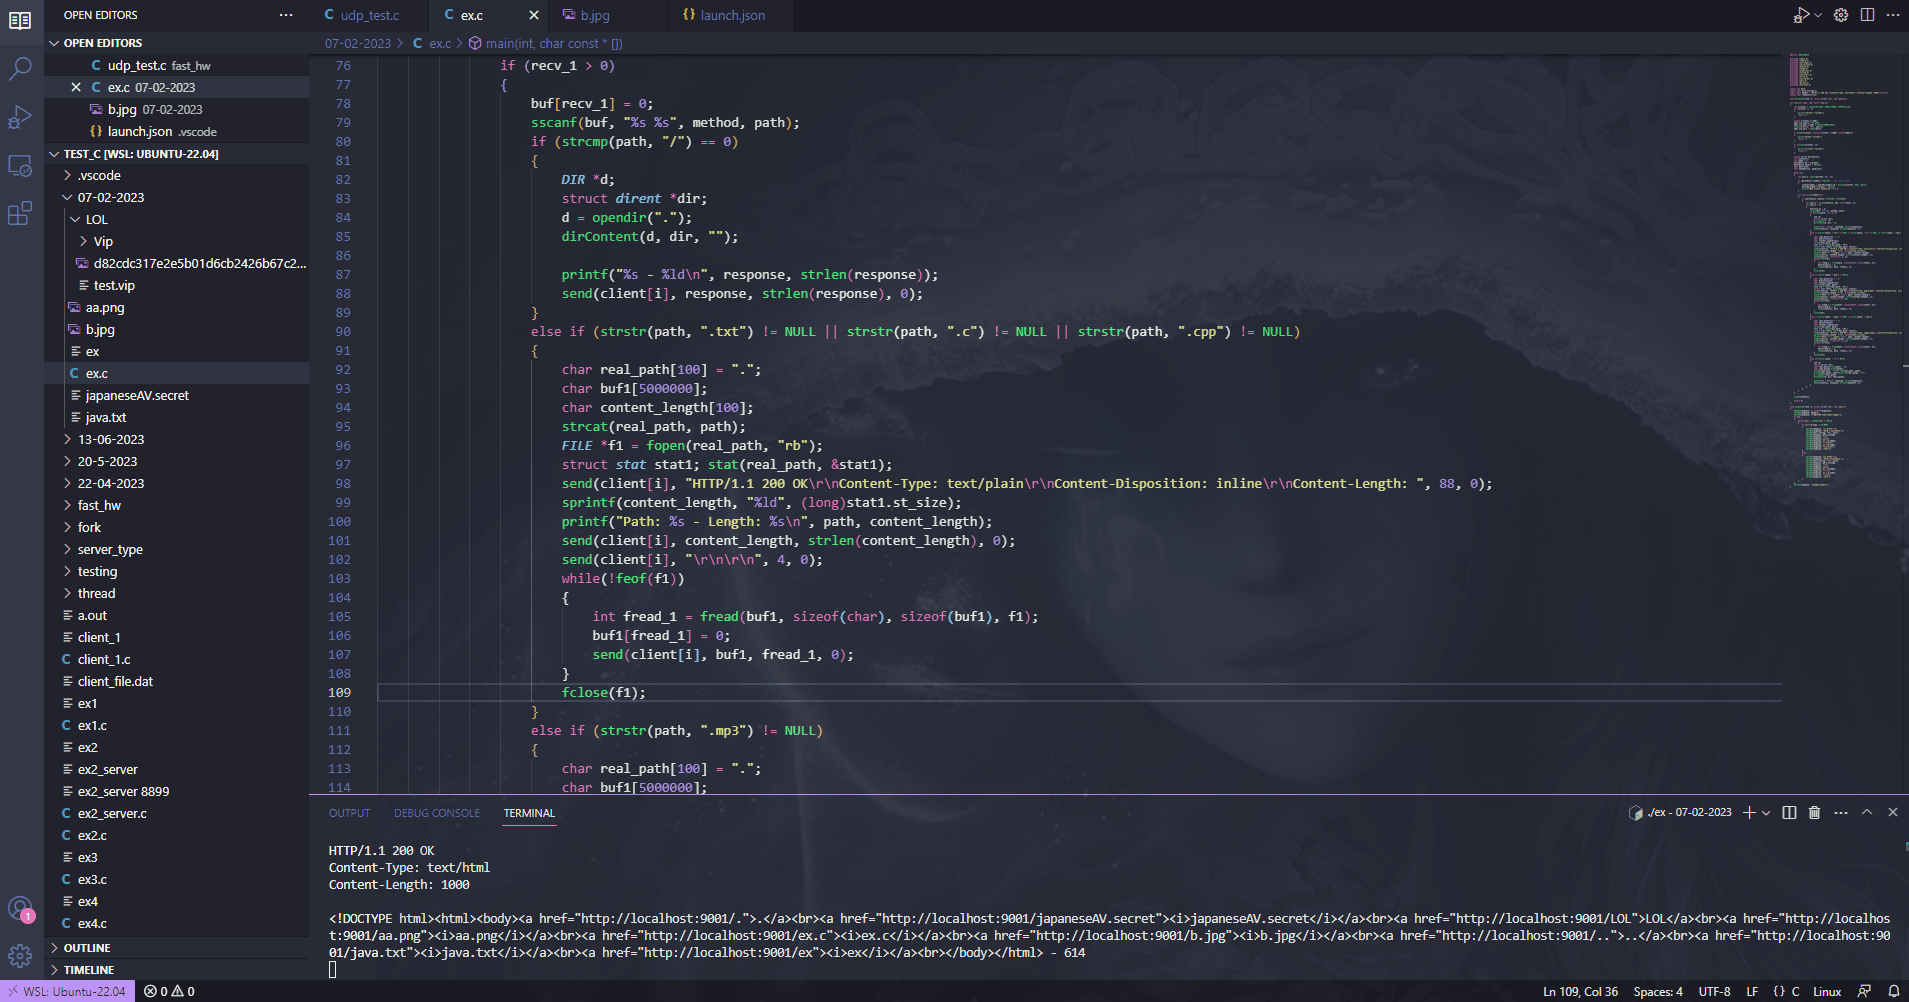 OPEN EDITORS
udp_test.c
ex.c
b.jpg
launch.json
OPEN EDITORS
udp_test.c fast_hw
ex.c 07-02-2023
b.jpg 07-02-2023
launch.json .vscode
TEST_C [WSL: UBUNTU-22.04]
.vscode
07-02-2023
LOL
Vip
d82cdc317e2e5b01d6cb2426b67c2...
test.vip
aa.png
b.jpg
ex
ex.c
japaneseAV.secret
java.txt
13-06-2023
20-5-2023
22-04-2023
fast_hw
fork
server_type
testing
thread
a.out
client_1
client_1.c
client_file.dat
ex1
ex1.c
ex2
ex2_server
ex2_server 8899
ex2_server.c
ex2.c
ex3
ex3.c
ex4
ex4.c
OUTLINE
TIMELINE
07-02-2023 > ex.c > main(int, char const * [])
76 if (recv_1 > 0)
77 {
78 buf[recv_1] = 0;
79 sscanf(buf, "%s %s", method, path);
80 if (strcmp(path, "/") == 0)
81 {
82 DIR *d;
83 struct dirent *dir;
84 d = opendir(".");
85 dirContent(d, dir, "");
86
87 printf("%s - %ld\n", response, strlen(response));
88 send(client[i], response, strlen(response), 0);
89 }
90 else if (strstr(path, ".txt") != NULL || strstr(path, ".c") != NULL || strstr(path, ".cpp") != NULL)
91 {
92 char real_path[100] = ".";
93 char buf1[5000000];
94 char content_length[100];
95 strcat(real_path, path);
96 FILE *f1 = fopen(real_path, "rb");
97 struct stat stat1; stat(real_path, &stat1);
98 send(client[i], "HTTP/1.1 200 OK\r\nContent-Type: text/plain\r\nContent-Disposition: inline\r\nContent-Length: ", 88, 0);
99 sprintf(content_length, "%ld", (long)stat1.st_size);
100 printf("Path: %s - Length: %s\n", path, content_length);
101 send(client[i], content_length, strlen(content_length), 0);
102 send(client[i], "\r\n\r\n", 4, 0);
103 while(!feof(f1))
104 {
105 int fread_1 = fread(buf1, sizeof(char), sizeof(buf1), f1);
106 buf1[fread_1] = 0;
107 send(client[i], buf1, fread_1, 0);
108 }
109 fclose(f1);
110 }
111 else if (strstr(path, ".mp3") != NULL)
112 {
113 char real_path[100] = ".";
114 char buf1[5000000];
OUTPUT DEBUG CONSOLE TERMINAL
./ex - 07-02-2023
HTTP/1.1 200 OK
Content-Type: text/html
Content-Length: 1000
<!DOCTYPE html><html><body><a href="http://localhost:9001/.">.</a><br><a href="http://localhost:9001/japaneseAV.secret"><i>japaneseAV.secret</i></a><br><a href="http://localhost:9001/LOL">LOL</a><br><a href="http://localhos
t:9001/aa.png"><i>aa.png</i></a><br><a href="http://localhost:9001/ex.c"><i>ex.c</i></a><br><a href="http://localhost:9001/b.jpg"><i>b.jpg</i></a><br><a href="http://localhost:9001/..">..</a><br><a href="http://localhost:90
01/java.txt"><i>java.txt</i></a><br><a href="http://localhost:9001/ex"><i>ex</i></a><br></body></html> - 614
1
WSL: Ubuntu-22.04
0 0
Ln 109, Col 36
Spaces: 4
UTF-8
LF
{} C
Linux